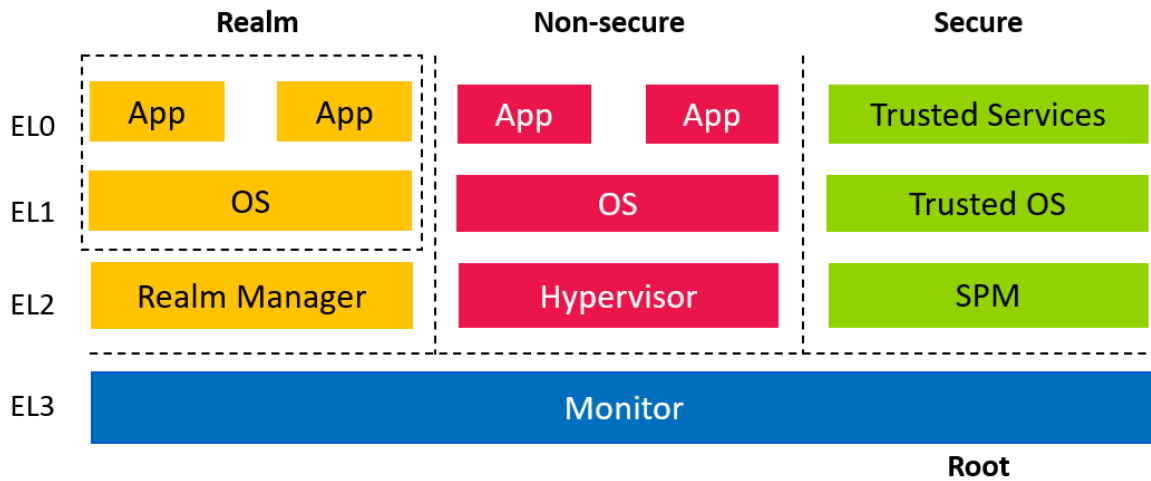 Realm Non-secure Secure
EL0 App App App App Trusted Services
EL1 OS OS Trusted OS
EL2 Realm Manager Hypervisor SPM
EL3 Monitor
Root